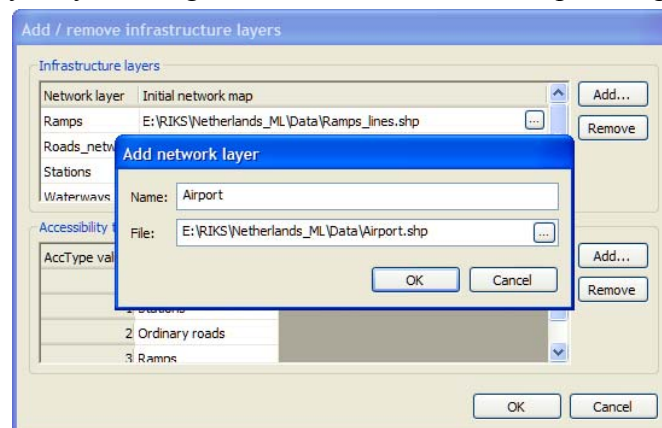 Add / remove infrastructure layers
Infrastructure layers
Network layer Initial network map
Add...
Ramps E:\RIKS\Netherlands_ML\Data\Ramps_lines.shp ...
Remove
Roads_netw
Add network layer
Stations
Waterways
Name: Airport
File: E:\RIKS\Netherlands_ML\Data\Airport.shp ...
Accessibility
AccType val
Add...
OK Cancel
Remove
1 Stations
2 Ordinary roads
3 Ramps
OK Cancel